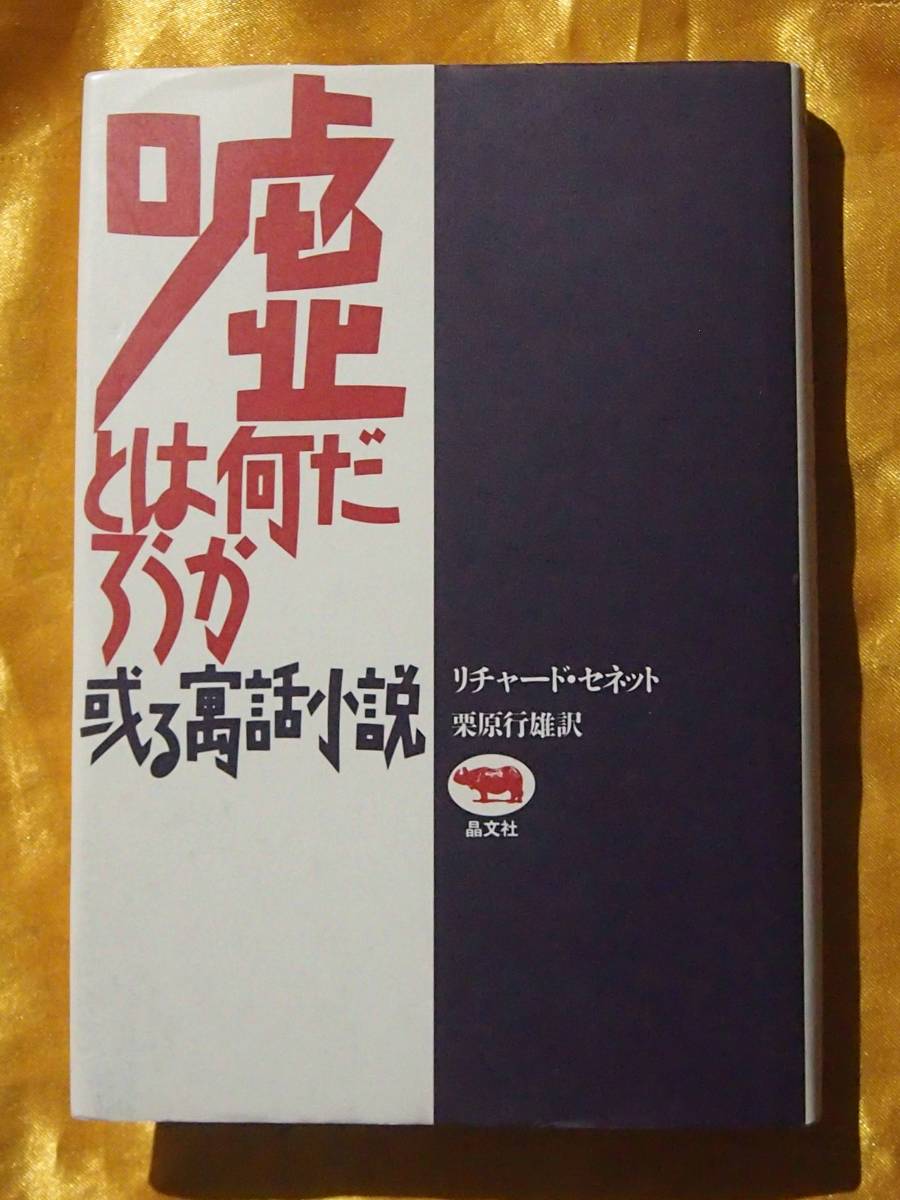 嘘
とは何だ
ろうか
或る寓話小説
リチャード・セネット
栗原行雄訳
晶文社